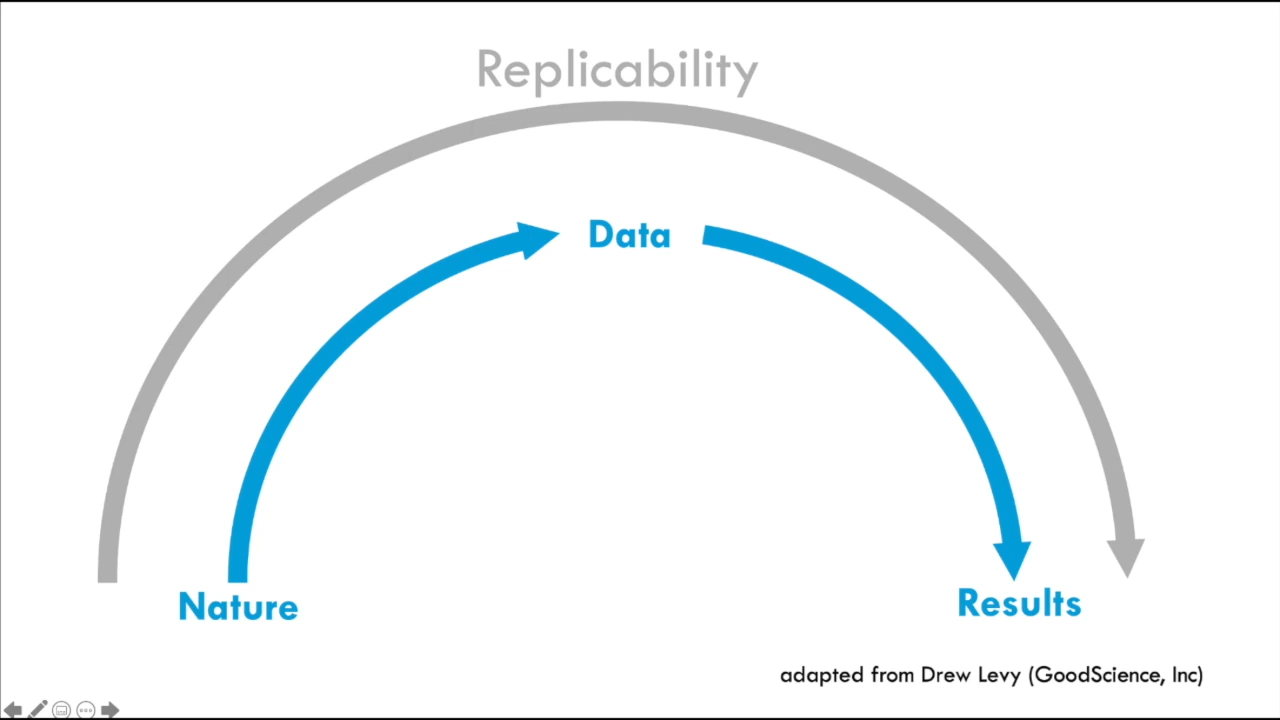 Replicability
Data
Nature
Results
adapted from Drew Levy (GoodScience, Inc)